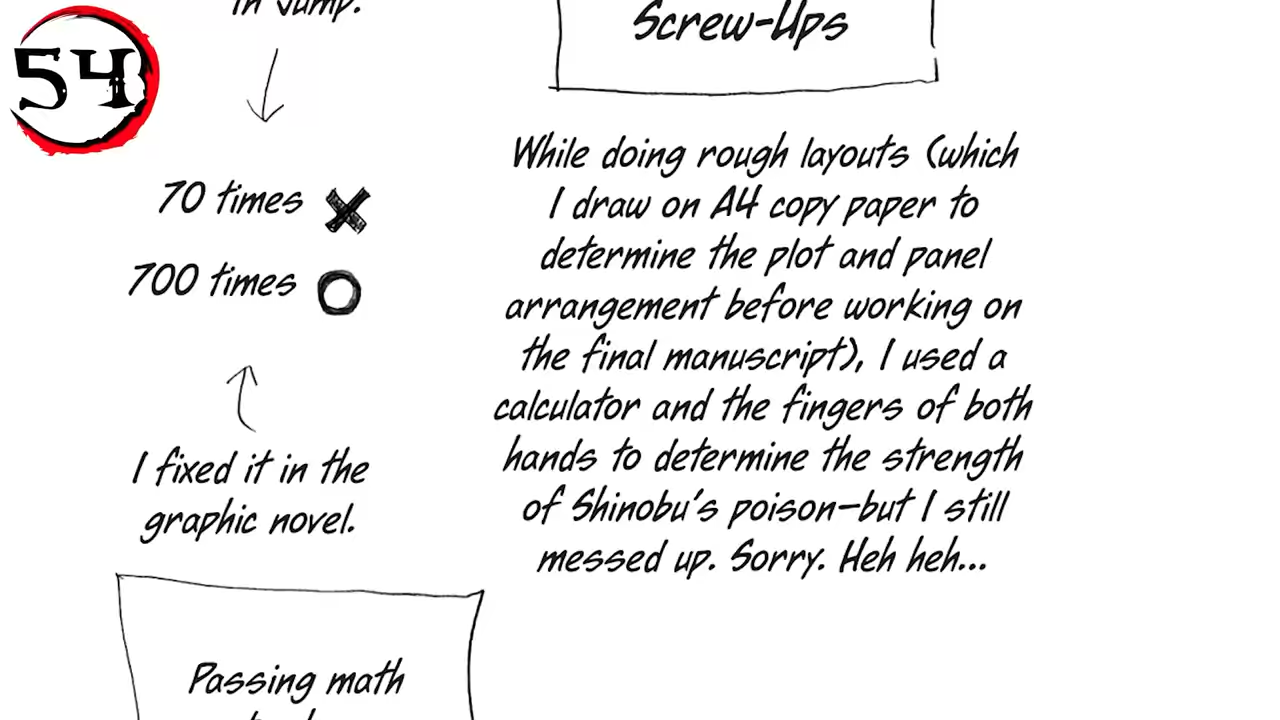 54
in Jump.
70 times
700 times
I fixed it in the
graphic novel.
Passing math
Screw-Ups
While doing rough layouts (which
I draw on A4 copy paper to
determine the plot and panel
arrangement before working on
the final manuscript), I used a
calculator and the fingers of both
hands to determine the strength
of Shinobu's poison—but I still
messed up. Sorry. Heh heh...